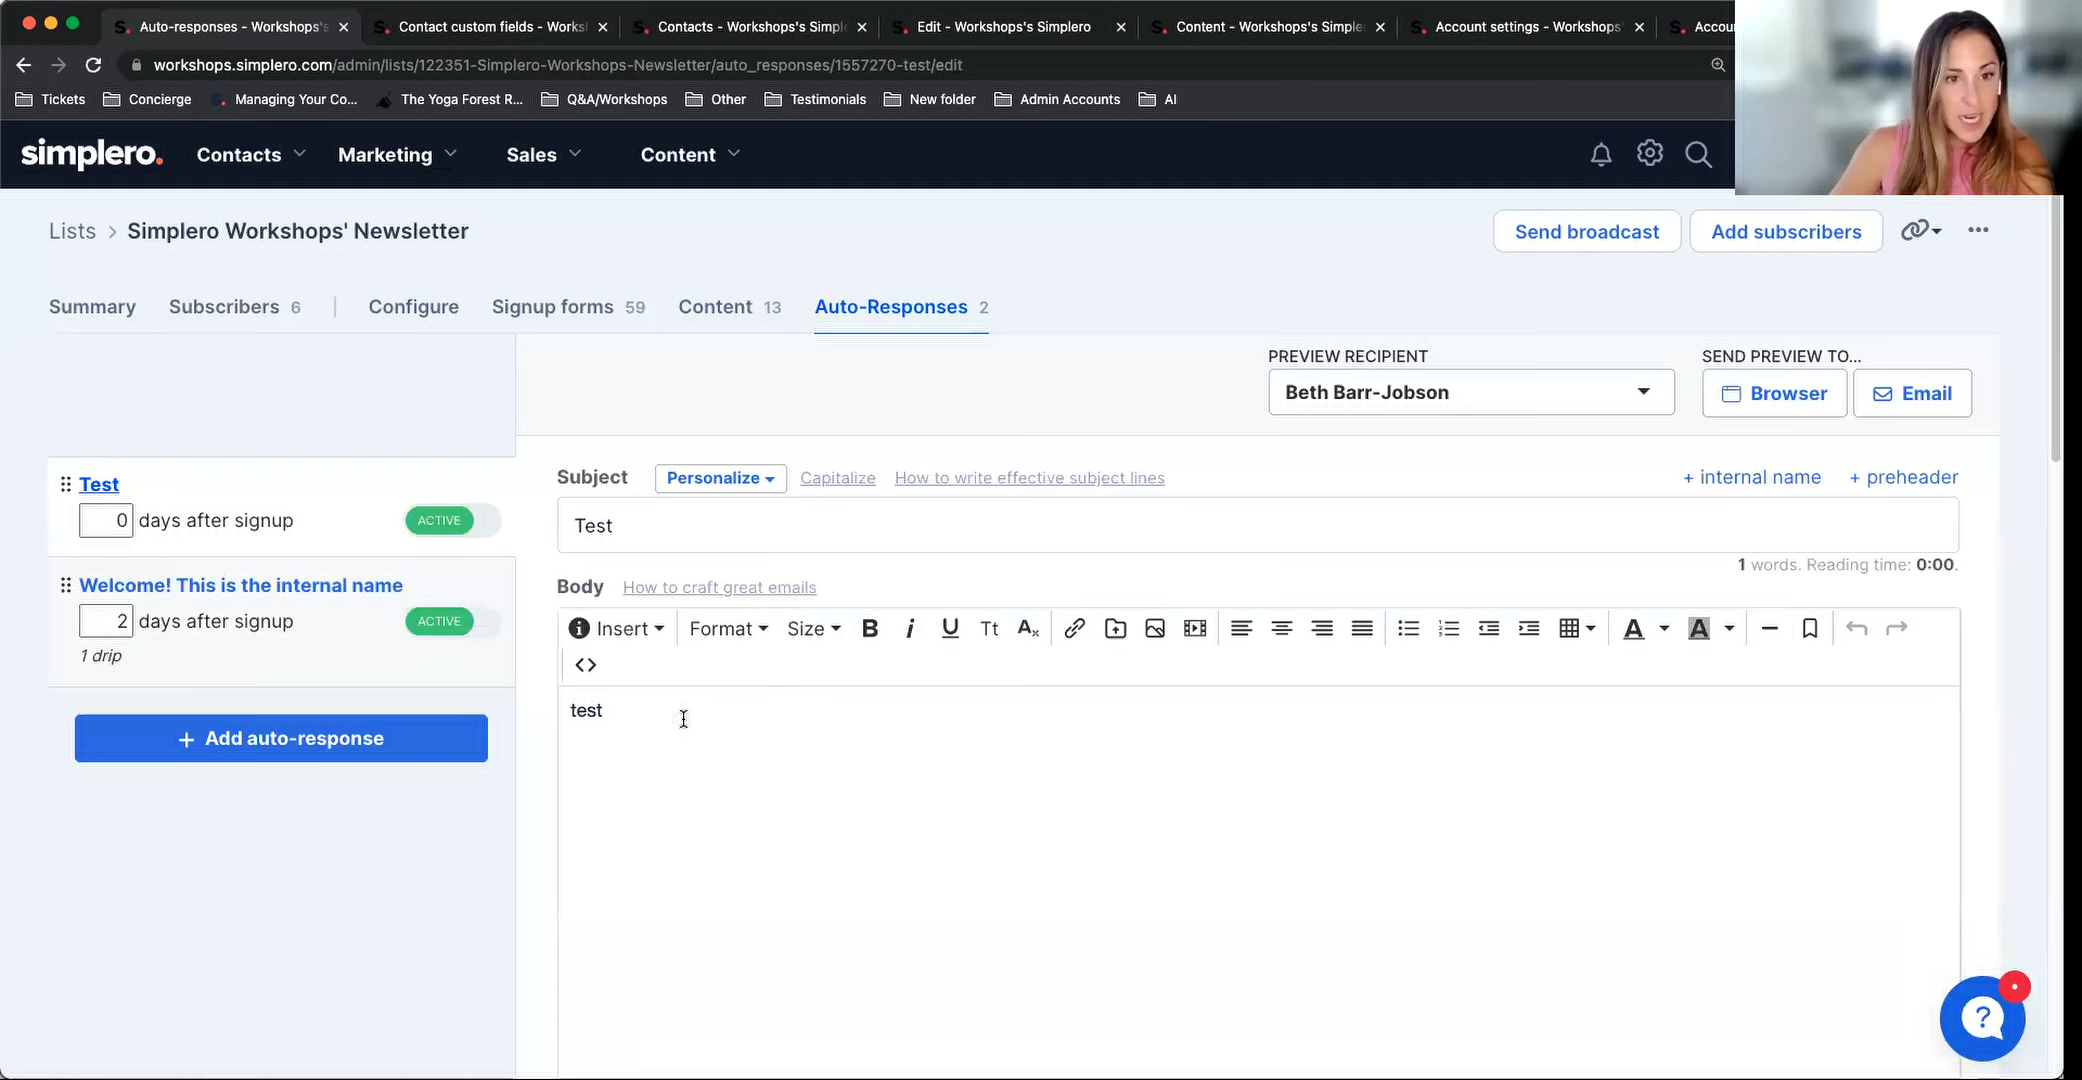 Auto-responses - Workshops's
Contact custom fields - Works
Contacts - Workshops's Simpl
Edit - Workshops's Simplero
Content - Workshops's Simple
Account settings - Workshops'
Accou
workshops.simplero.com/admin/lists/122351-Simplero-Workshops-Newsletter/auto_responses/1557270-test/edit
Tickets
Concierge
Managing Your Co...
The Yoga Forest R...
Q&A/Workshops
Other
Testimonials
New folder
Admin Accounts
AI
simplero.
Contacts
Marketing
Sales
Content
Lists > Simplero Workshops' Newsletter
Send broadcast
Add subscribers
Summary
Subscribers 6
Configure
Signup forms 59
Content 13
Auto-Responses 2
PREVIEW RECIPIENT
Beth Barr-Jobson
SEND PREVIEW TO...
Browser
Email
Test
0 days after signup
ACTIVE
Welcome! This is the internal name
2 days after signup
ACTIVE
1 drip
+ Add auto-response
Subject
Personalize
Capitalize
How to write effective subject lines
+ internal name
+ preheader
Test
1 words. Reading time: 0:00.
Body
How to craft great emails
Insert
Format
Size
B
i
U
Tt
Ax
A
A
<>
test
?